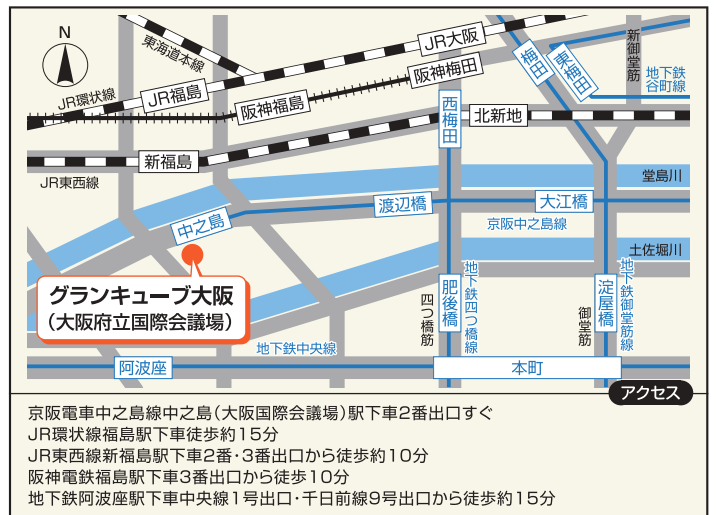 N
東海道本線
JR大阪
梅田
東梅田
新御堂筋
阪神梅田
地下鉄
谷町線
JR環状線
JR福島
阪神福島
西梅田
北新地
新福島
JR東西線
堂島川
渡辺橋
大江橋
中之島
京阪中之島線
土佐堀川
グランキューブ大阪
(大阪府立国際会議場)
四つ橋筋
肥後橋
地下鉄四つ橋線
御堂筋
淀屋橋
地下鉄御堂筋線
地下鉄中央線
阿波座
本町
アクセス
京阪電車中之島線中之島(大阪国際会議場)駅下車2番出口すぐ
JR環状線福島駅下車徒歩約15分
JR東西線新福島駅下車2番・3番出口から徒歩約10分
阪神電鉄福島駅下車3番出口から徒歩10分
地下鉄阿波座駅下車中央線1号出口・千日前線9号出口から徒歩約15分